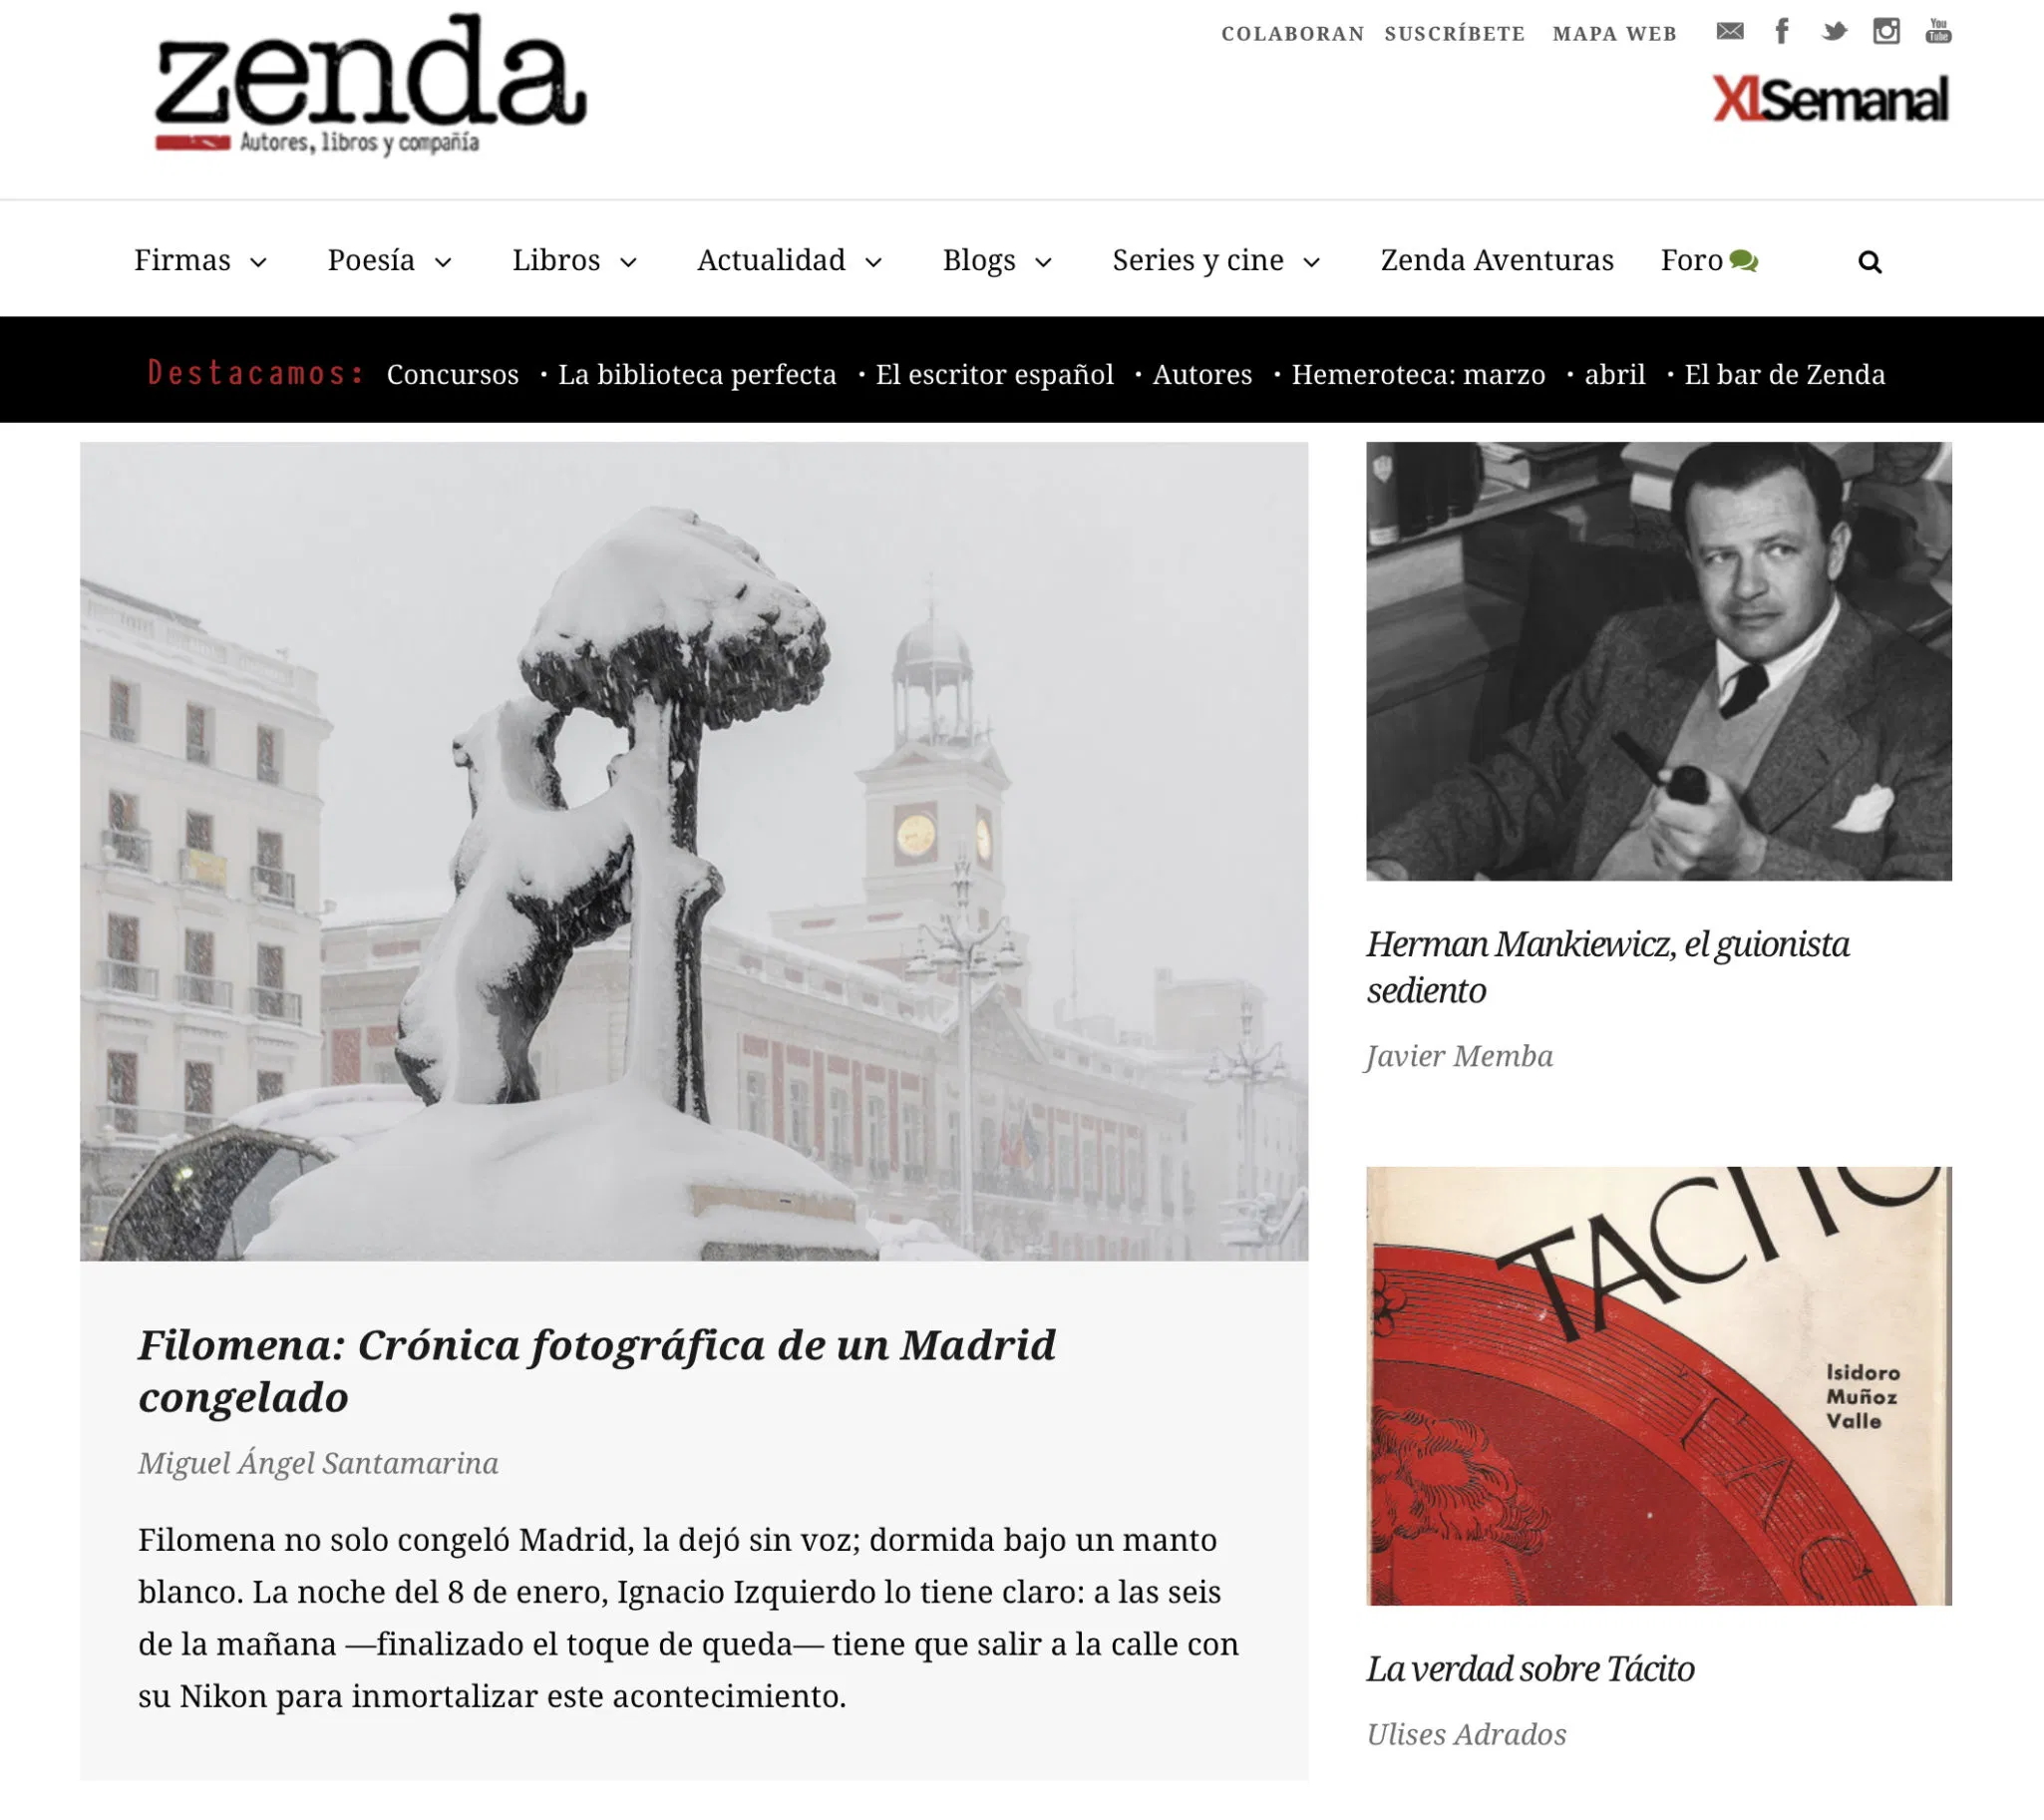 zenda
Autores, libros y compañía
COLABORAN SUSCRÍBETE MAPA WEB
You
Tube
XLSemanal
Firmas Poesía Libros Actualidad Blogs Series y cine Zenda Aventuras Foro
Destacamos: Concursos · La biblioteca perfecta · El escritor español · Autores · Hemeroteca: marzo · abril · El bar de Zenda
Filomena: Crónica fotográfica de un Madrid
congelado
Miguel Ángel Santamarina
Filomena no solo congeló Madrid, la dejó sin voz; dormida bajo un manto
blanco. La noche del 8 de enero, Ignacio Izquierdo lo tiene claro: a las seis
de la mañana —finalizado el toque de queda— tiene que salir a la calle con
su Nikon para inmortalizar este acontecimiento.
Herman Mankiewicz, el guionista
sediento
Javier Memba
TACITO
Isidoro
Muñoz
Valle
TAC
La verdad sobre Tácito
Ulises Adrados